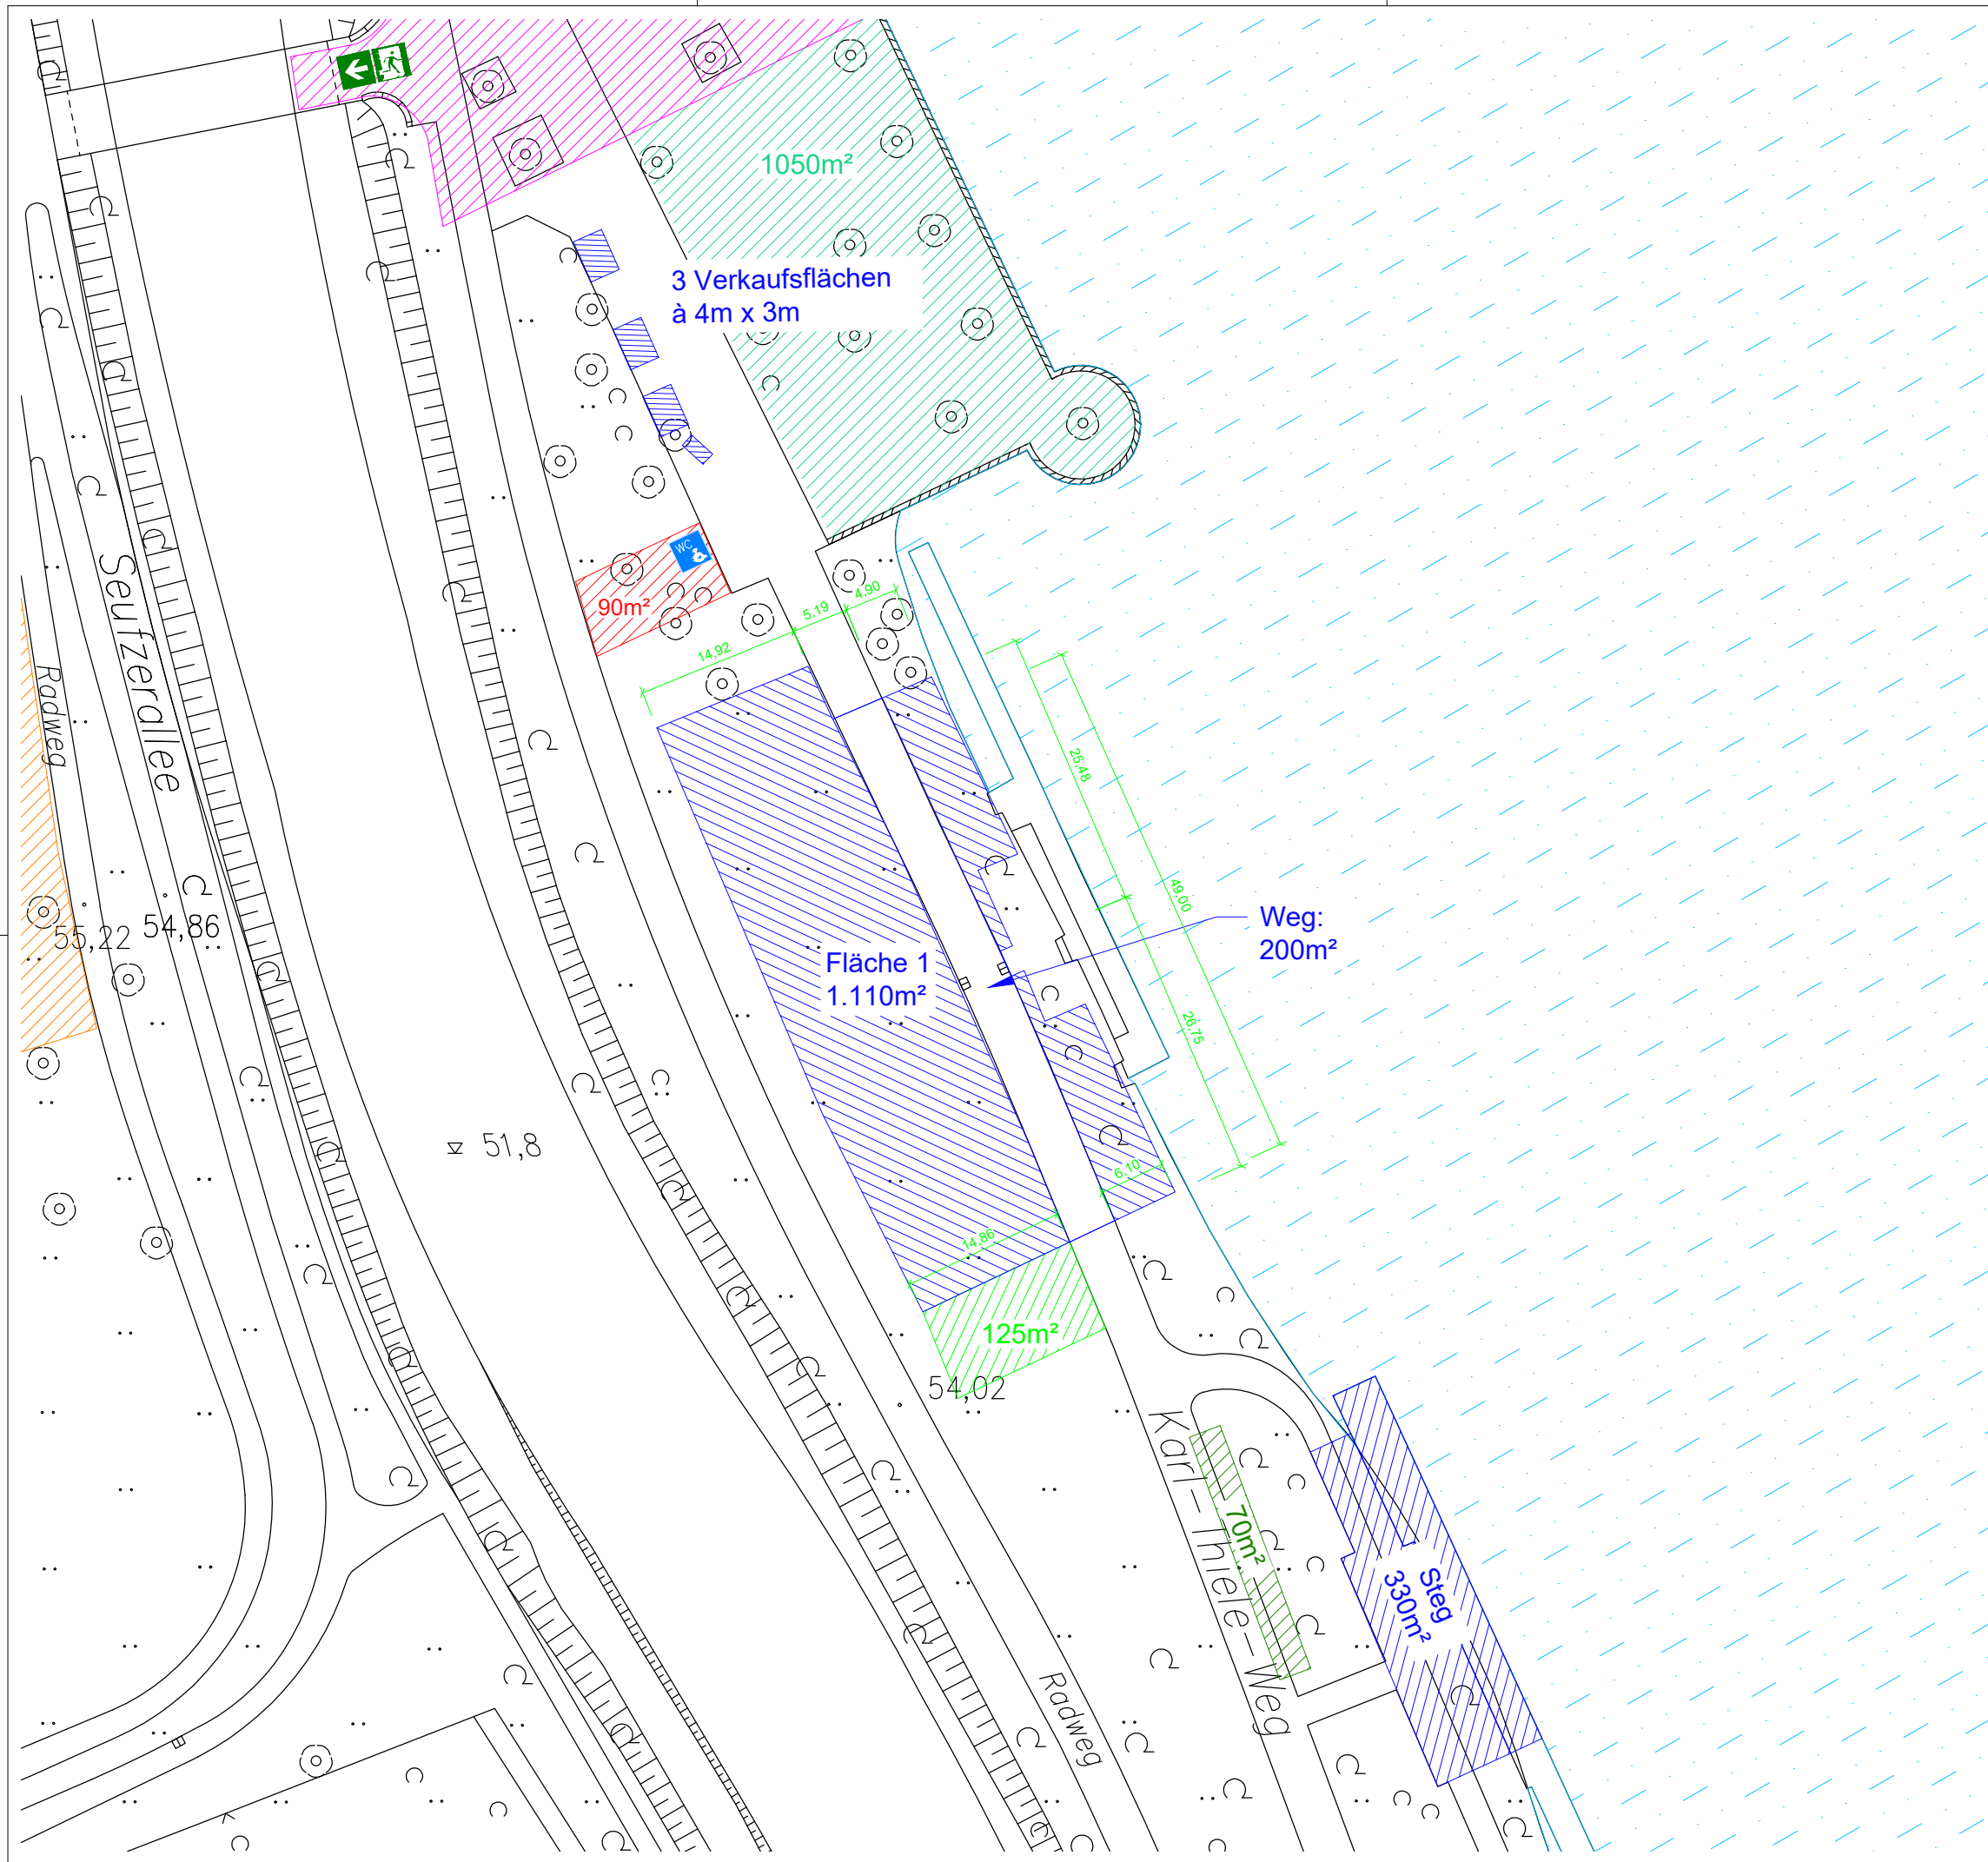 1050m²
3 Verkaufsflächen
à 4m x 3m
WC
90m²
14,92
5,19
4,90
Seufzerallee
Radweg
25,48
49,00
26,75
55,22
54,86
Fläche 1
1.110m²
Weg:
200m²
51,8
6,10
14,86
125m²
54,02
Karl-Thiele-Weg
70m²
Steg
330m²
Radweg